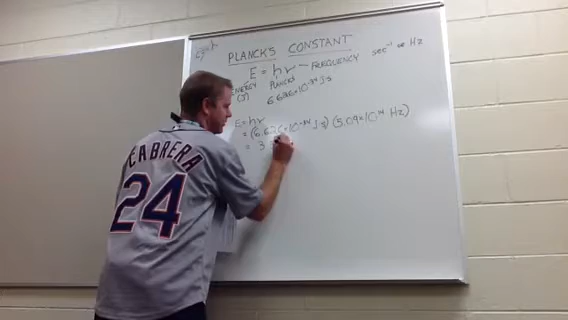 PLANCK'S CONSTANT
E = hν — FREQUENCY sec⁻¹ or Hz
ENERGY PLANCKS
(J) 6.626×10⁻³⁴ J·s
E = hν
= (6.626×10⁻³⁴ J·s) (5.09×10¹⁴ Hz)
= 3
CABRERA
24